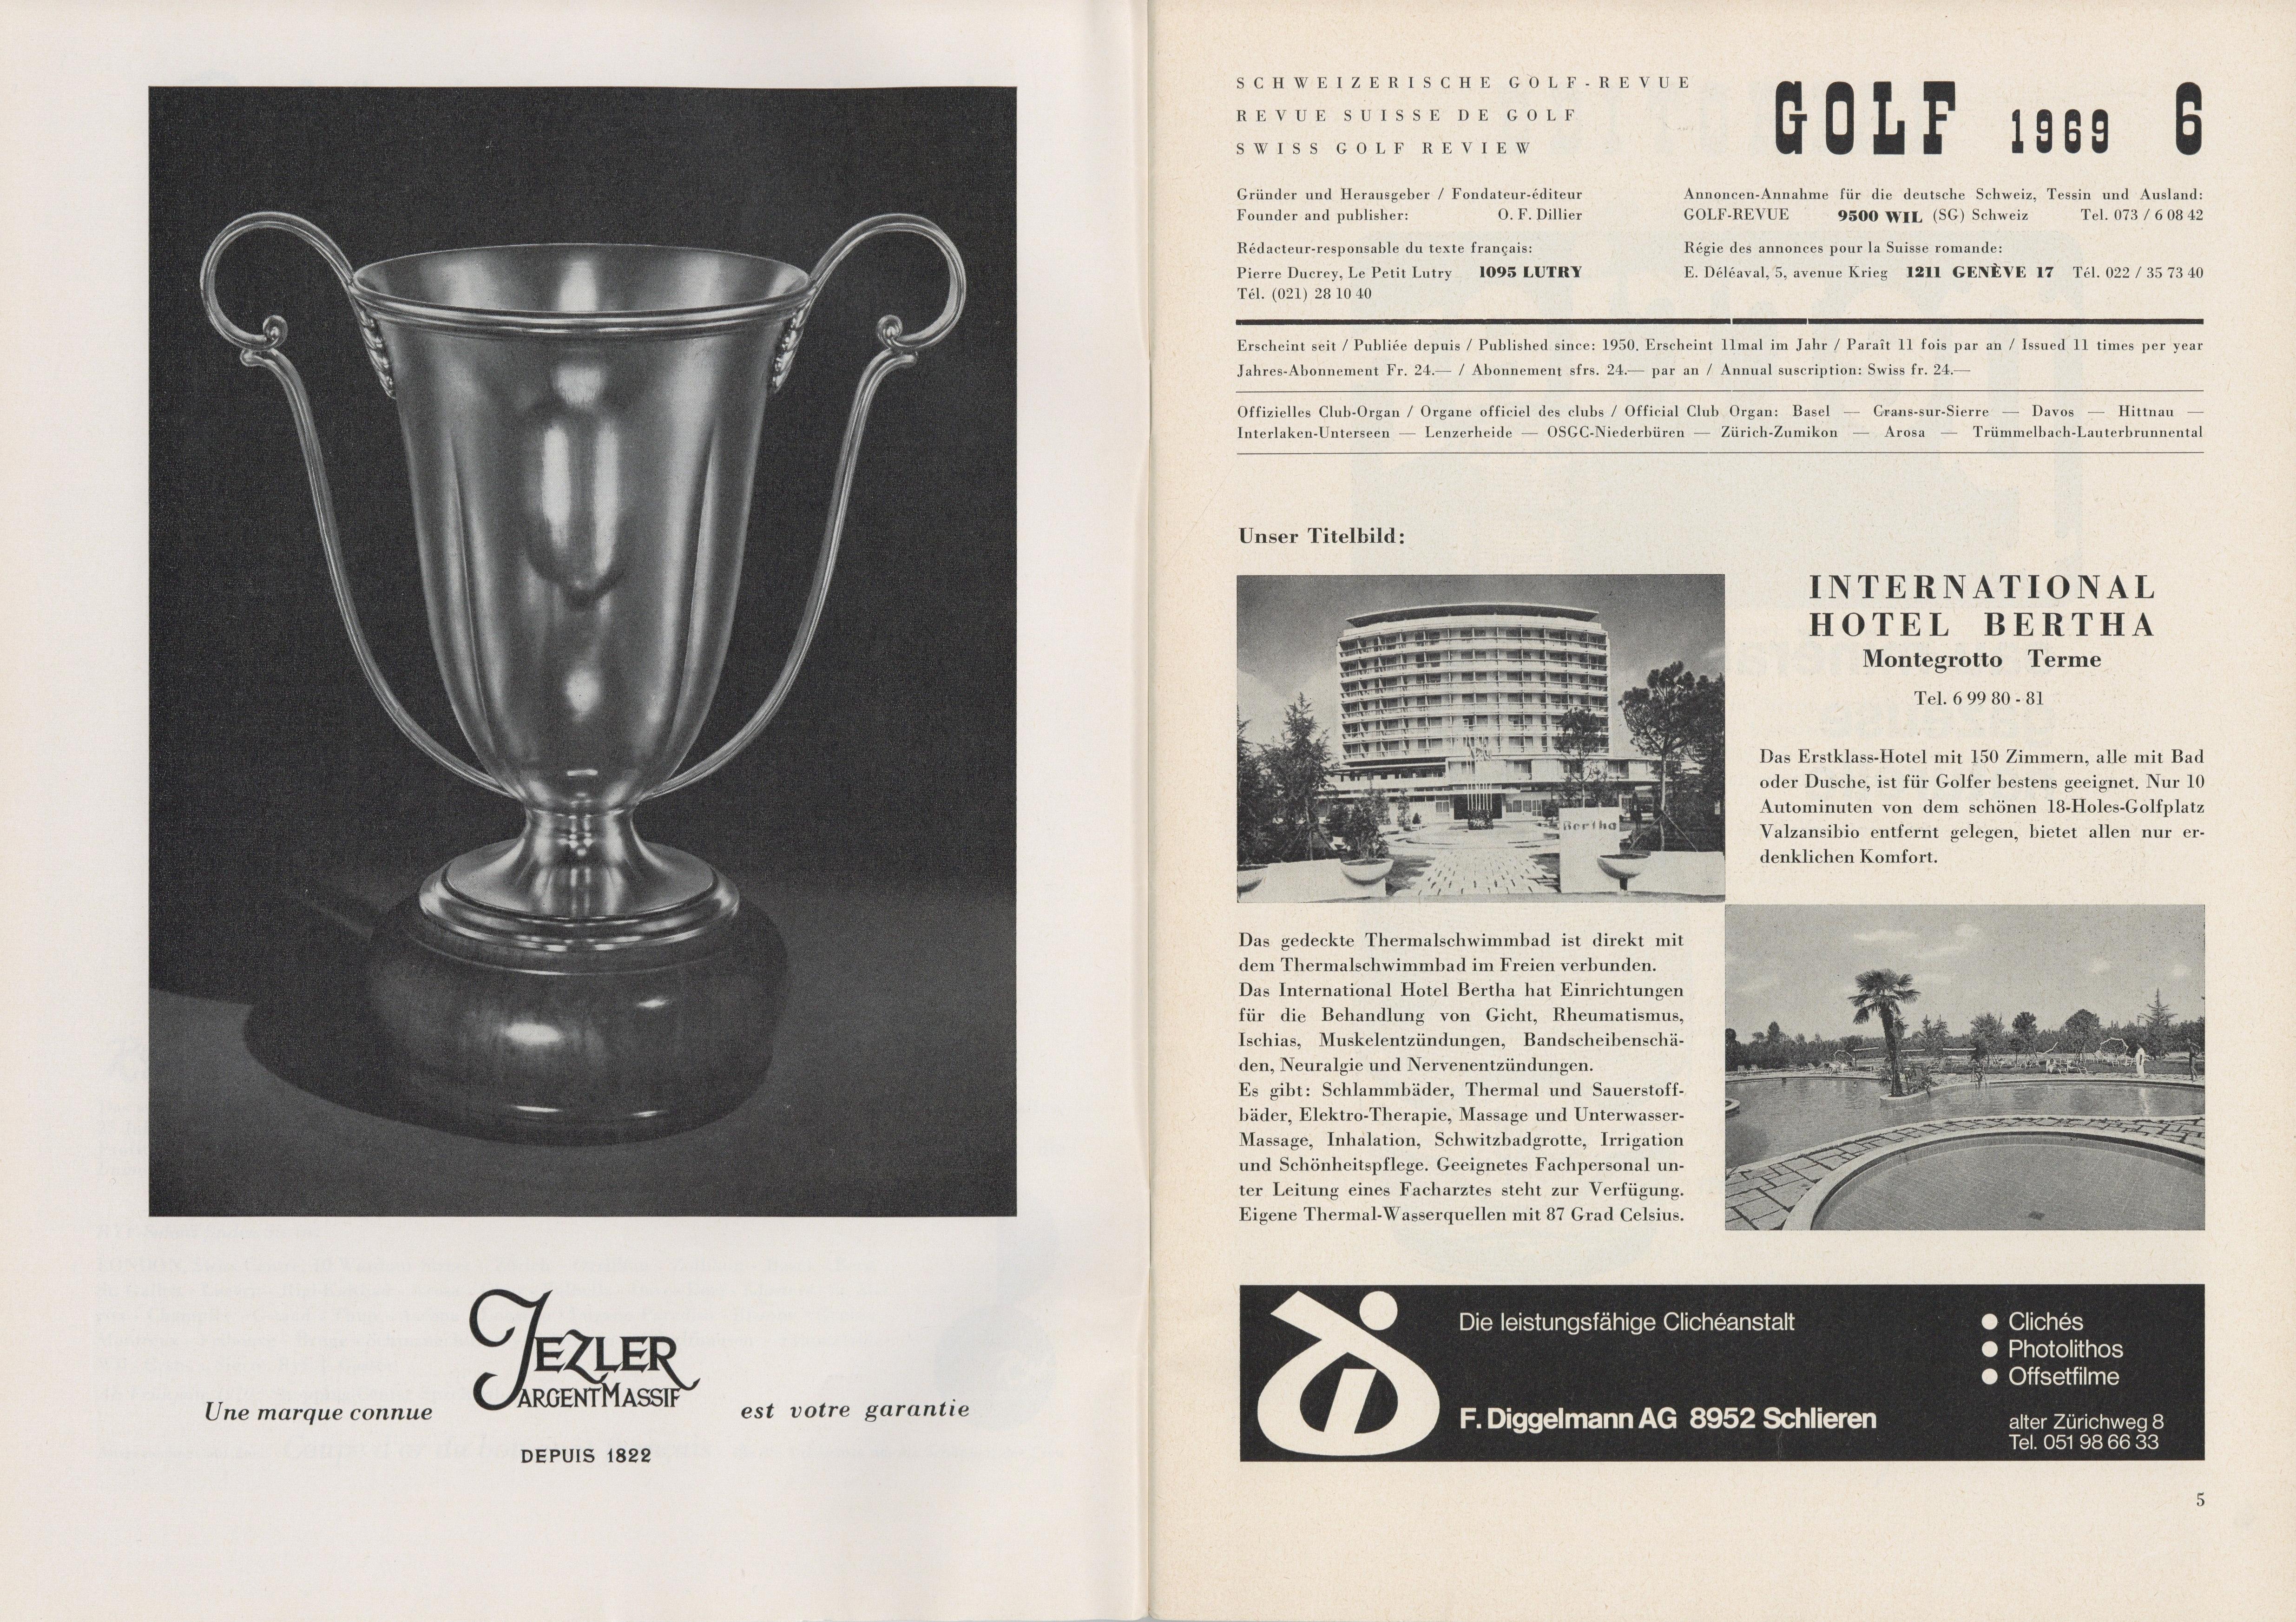 JEZLER
ARGENTMASSIF
Une marque connue
est votre garantie
DEPUIS 1822
SCHWEIZERISCHE GOLF-REVUE
REVUE SUISSE DE GOLF
SWISS GOLF REVIEW
GOLF 1969 6
Gründer und Herausgeber / Fondateur-éditeur
Founder and publisher: O. F. Dillier
Rédacteur-responsable du texte français:
Pierre Ducrey, Le Petit Lutry 1095 LUTRY
Tél. (021) 28 10 40
Annoncen-Annahme für die deutsche Schweiz, Tessin und Ausland:
GOLF-REVUE 9500 WIL (SG) Schweiz Tel. 073 / 6 08 42
Régie des annonces pour la Suisse romande:
E. Déléaval, 5, avenue Krieg 1211 GENÈVE 17 Tél. 022 / 35 73 40
Erscheint seit / Publiée depuis / Published since: 1950. Erscheint 11mal im Jahr / Paraît 11 fois par an / Issued 11 times per year
Jahres-Abonnement Fr. 24.— / Abonnement sfrs. 24.— par an / Annual suscription: Swiss fr. 24.—
Offizielles Club-Organ / Organe officiel des clubs / Official Club Organ: Basel — Crans-sur-Sierre — Davos — Hittnau —
Interlaken-Unterseen — Lenzerheide — OSGC-Niederbüren — Zürich-Zumikon — Arosa — Trümmelbach-Lauterbrunnental
Unser Titelbild:
Bertha
INTERNATIONAL
HOTEL BERTHA
Montegrotto Terme
Tel. 6 99 80 - 81
Das Erstklass-Hotel mit 150 Zimmern, alle mit Bad
oder Dusche, ist für Golfer bestens geeignet. Nur 10
Autominuten von dem schönen 18-Holes-Golfplatz
Valzansibio entfernt gelegen, bietet allen nur er-
denklichen Komfort.
Das gedeckte Thermalschwimmbad ist direkt mit
dem Thermalschwimmbad im Freien verbunden.
Das International Hotel Bertha hat Einrichtungen
für die Behandlung von Gicht, Rheumatismus,
Ischias, Muskelentzündungen, Bandscheibenschä-
den, Neuralgie und Nervenentzündungen.
Es gibt: Schlammbäder, Thermal und Sauerstoff-
bäder, Elektro-Therapie, Massage und Unterwasser-
Massage, Inhalation, Schwitzbadgrotte, Irrigation
und Schönheitspflege. Geeignetes Fachpersonal un-
ter Leitung eines Facharztes steht zur Verfügung.
Eigene Thermal-Wasserquellen mit 87 Grad Celsius.
Die leistungsfähige Clichéanstalt
F. Diggelmann AG 8952 Schlieren
● Clichés
● Photolithos
● Offsetfilme
alter Zürichweg 8
Tel. 051 98 66 33
5